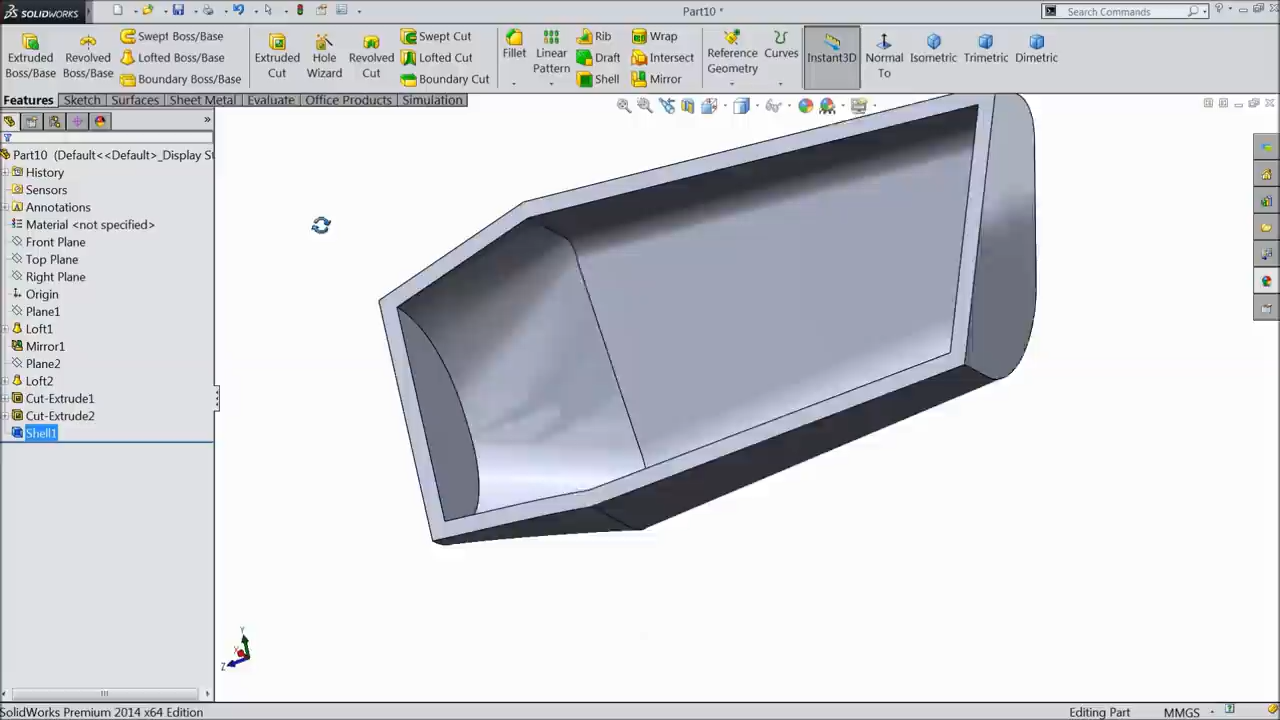 SOLIDWORKS
Part10 *
Search Commands
Extruded Boss/Base
Revolved Boss/Base
Swept Boss/Base
Lofted Boss/Base
Boundary Boss/Base
Extruded Cut
Hole Wizard
Revolved Cut
Swept Cut
Lofted Cut
Boundary Cut
Fillet
Linear Pattern
Rib
Draft
Shell
Wrap
Intersect
Mirror
Reference Geometry
Curves
Instant3D
Normal To
Isometric
Trimetric
Dimetric
Features
Sketch
Surfaces
Sheet Metal
Evaluate
Office Products
Simulation
Part10 (Default<<Default>_Display St
History
Sensors
Annotations
Material <not specified>
Front Plane
Top Plane
Right Plane
Origin
Plane1
Loft1
Mirror1
Plane2
Loft2
Cut-Extrude1
Cut-Extrude2
Shell1
Y
X
Z
SolidWorks Premium 2014 x64 Edition
Editing Part
MMGS